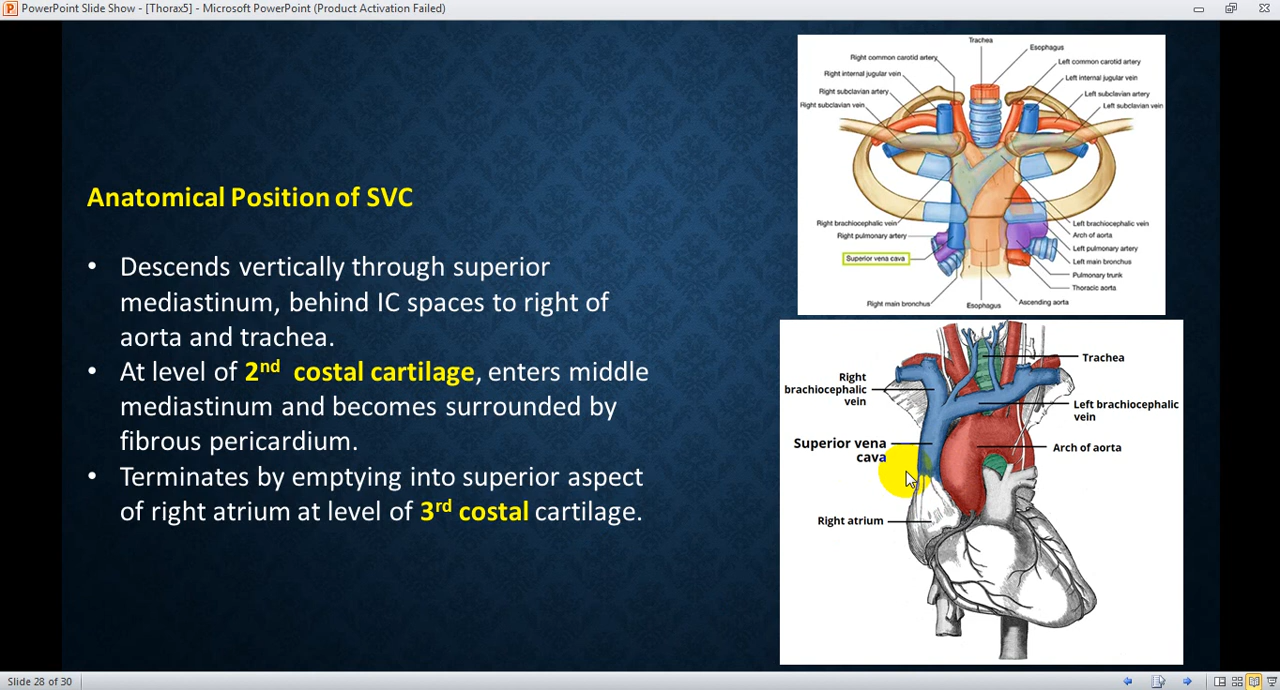 PowerPoint Slide Show - [Thorax5] - Microsoft PowerPoint (Product Activation Failed)
Anatomical Position of SVC
• Descends vertically through superior
mediastinum, behind IC spaces to right of
aorta and trachea.
• At level of 2nd costal cartilage, enters middle
mediastinum and becomes surrounded by
fibrous pericardium.
• Terminates by emptying into superior aspect
of right atrium at level of 3rd costal cartilage.
Trachea
Esophagus
Right common carotid artery
Left common carotid artery
Right internal jugular vein
Left internal jugular vein
Right subclavian artery
Left subclavian artery
Right subclavian vein
Left subclavian vein
Right brachiocephalic vein
Left brachiocephalic vein
Right pulmonary artery
Arch of aorta
Left pulmonary artery
Superior vena cava
Left main bronchus
Pulmonary trunk
Thoracic aorta
Right main bronchus
Esophagus
Ascending aorta
Trachea
Right
brachiocephalic
vein
Left brachiocephalic
vein
Superior vena
cava
Arch of aorta
Right atrium
Slide 28 of 30